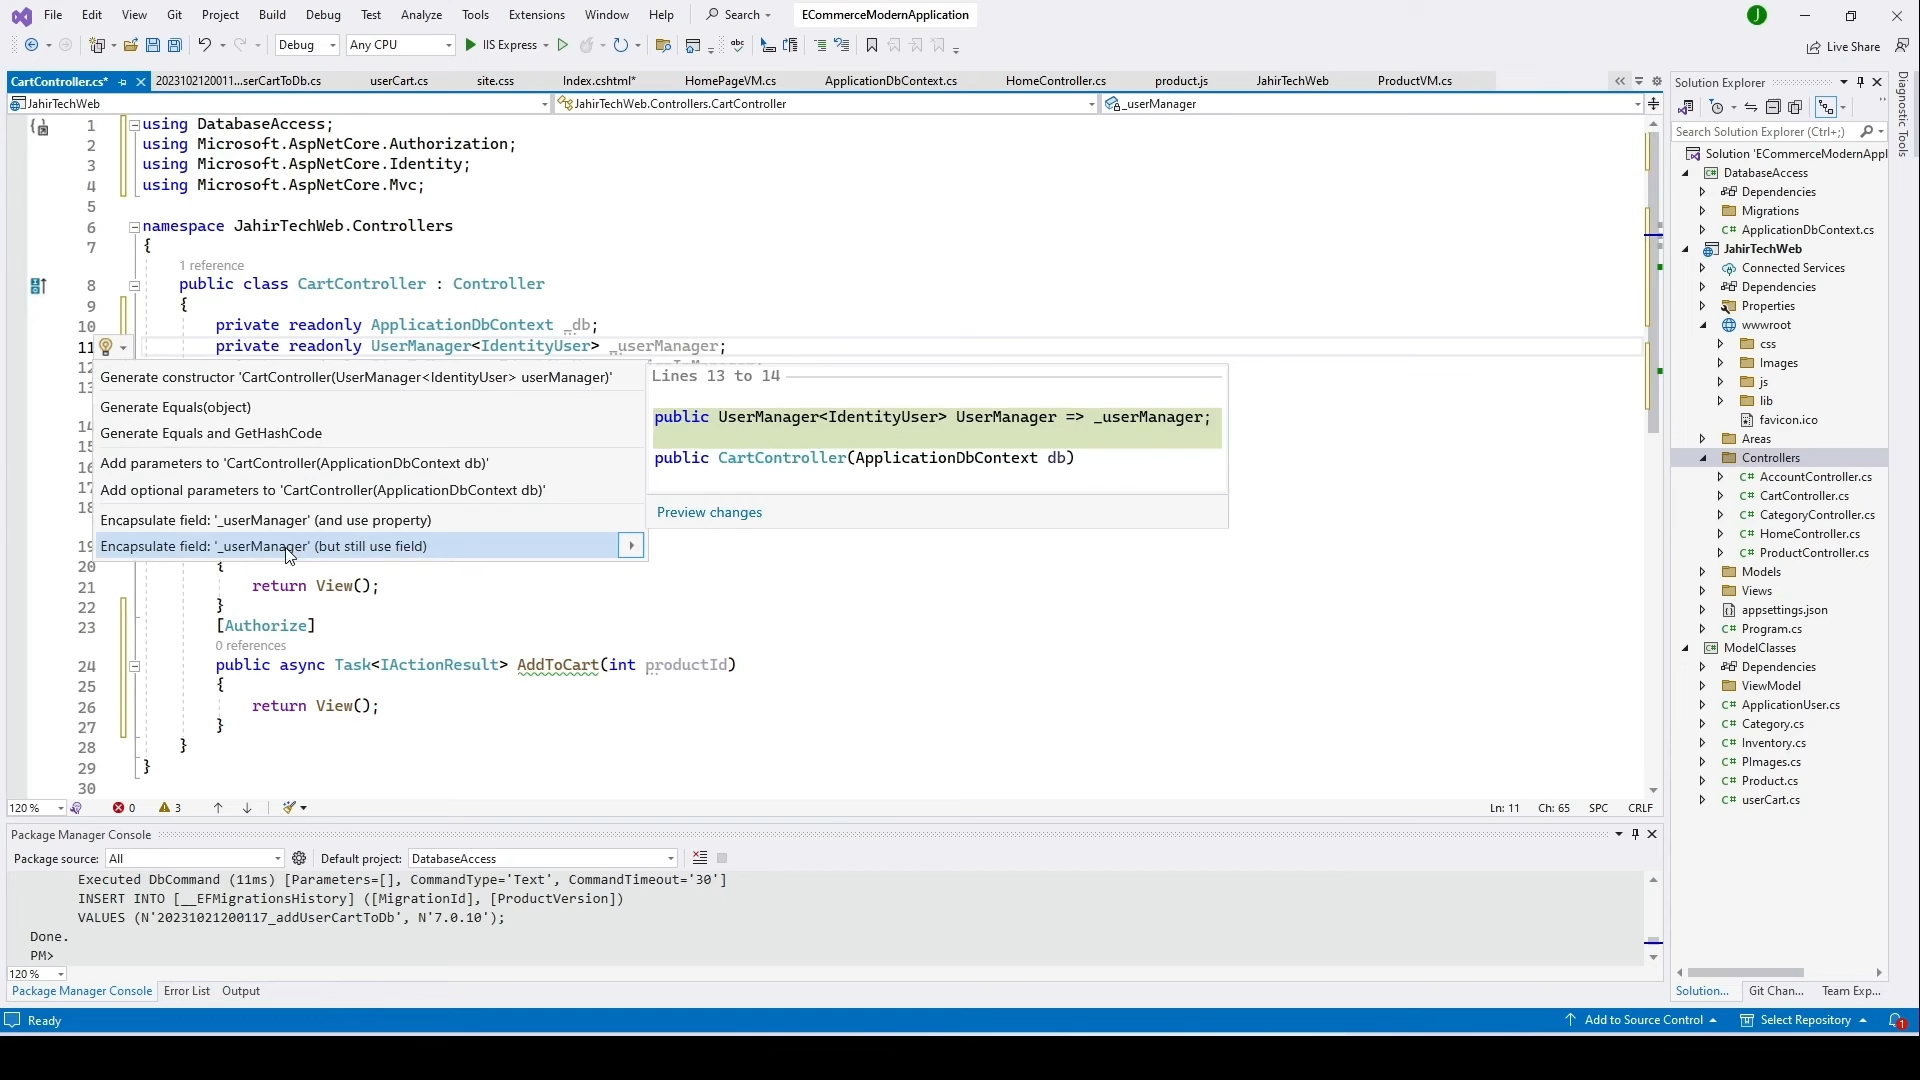 File Edit View Git Project Build Debug Test Analyze Tools Extensions Window Help Search ECommerceModernApplication J
Debug Any CPU IIS Express Live Share
CartController.cs* 2023102120011...serCartToDb.cs userCart.cs site.css Index.cshtml* HomePageVM.cs ApplicationDbContext.cs HomeController.cs product.js JahirTechWeb ProductVM.cs
JahirTechWeb JahirTechWeb.Controllers.CartController _userManager
1 using DatabaseAccess;
2 using Microsoft.AspNetCore.Authorization;
3 using Microsoft.AspNetCore.Identity;
4 using Microsoft.AspNetCore.Mvc;
5
6 namespace JahirTechWeb.Controllers
7 {
1 reference
8 public class CartController : Controller
9 {
10 private readonly ApplicationDbContext _db;
11 private readonly UserManager<IdentityUser> _userManager;
Generate constructor 'CartController(UserManager<IdentityUser> userManager)'
Generate Equals(object)
Generate Equals and GetHashCode
Add parameters to 'CartController(ApplicationDbContext db)'
Add optional parameters to 'CartController(ApplicationDbContext db)'
Encapsulate field: '_userManager' (and use property)
Encapsulate field: '_userManager' (but still use field)
Lines 13 to 14
public UserManager<IdentityUser> UserManager => _userManager;
public CartController(ApplicationDbContext db)
Preview changes
20 {
21 return View();
22 }
23 [Authorize]
0 references
24 public async Task<IActionResult> AddToCart(int productId)
25 {
26 return View();
27 }
28 }
29 }
30
120 % 0 3 Ln: 11 Ch: 65 SPC CRLF
Package Manager Console
Package source: All Default project: DatabaseAccess
Executed DbCommand (11ms) [Parameters=[], CommandType='Text', CommandTimeout='30']
INSERT INTO [__EFMigrationsHistory] ([MigrationId], [ProductVersion])
VALUES (N'20231021200117_addUserCartToDb', N'7.0.10');
Done.
PM>
120 %
Package Manager Console Error List Output
Ready Add to Source Control Select Repository 1
Solution Explorer
Search Solution Explorer (Ctrl+;)
Solution 'ECommerceModernAppl
DatabaseAccess
Dependencies
Migrations
C# ApplicationDbContext.cs
JahirTechWeb
Connected Services
Dependencies
Properties
wwwroot
css
Images
js
lib
favicon.ico
Areas
Controllers
C# AccountController.cs
C# CartController.cs
C# CategoryController.cs
C# HomeController.cs
C# ProductController.cs
Models
Views
appsettings.json
C# Program.cs
ModelClasses
Dependencies
ViewModel
C# ApplicationUser.cs
C# Category.cs
C# Inventory.cs
C# PImages.cs
C# Product.cs
C# userCart.cs
Solution... Git Chan... Team Exp...
Diagnostic Tools